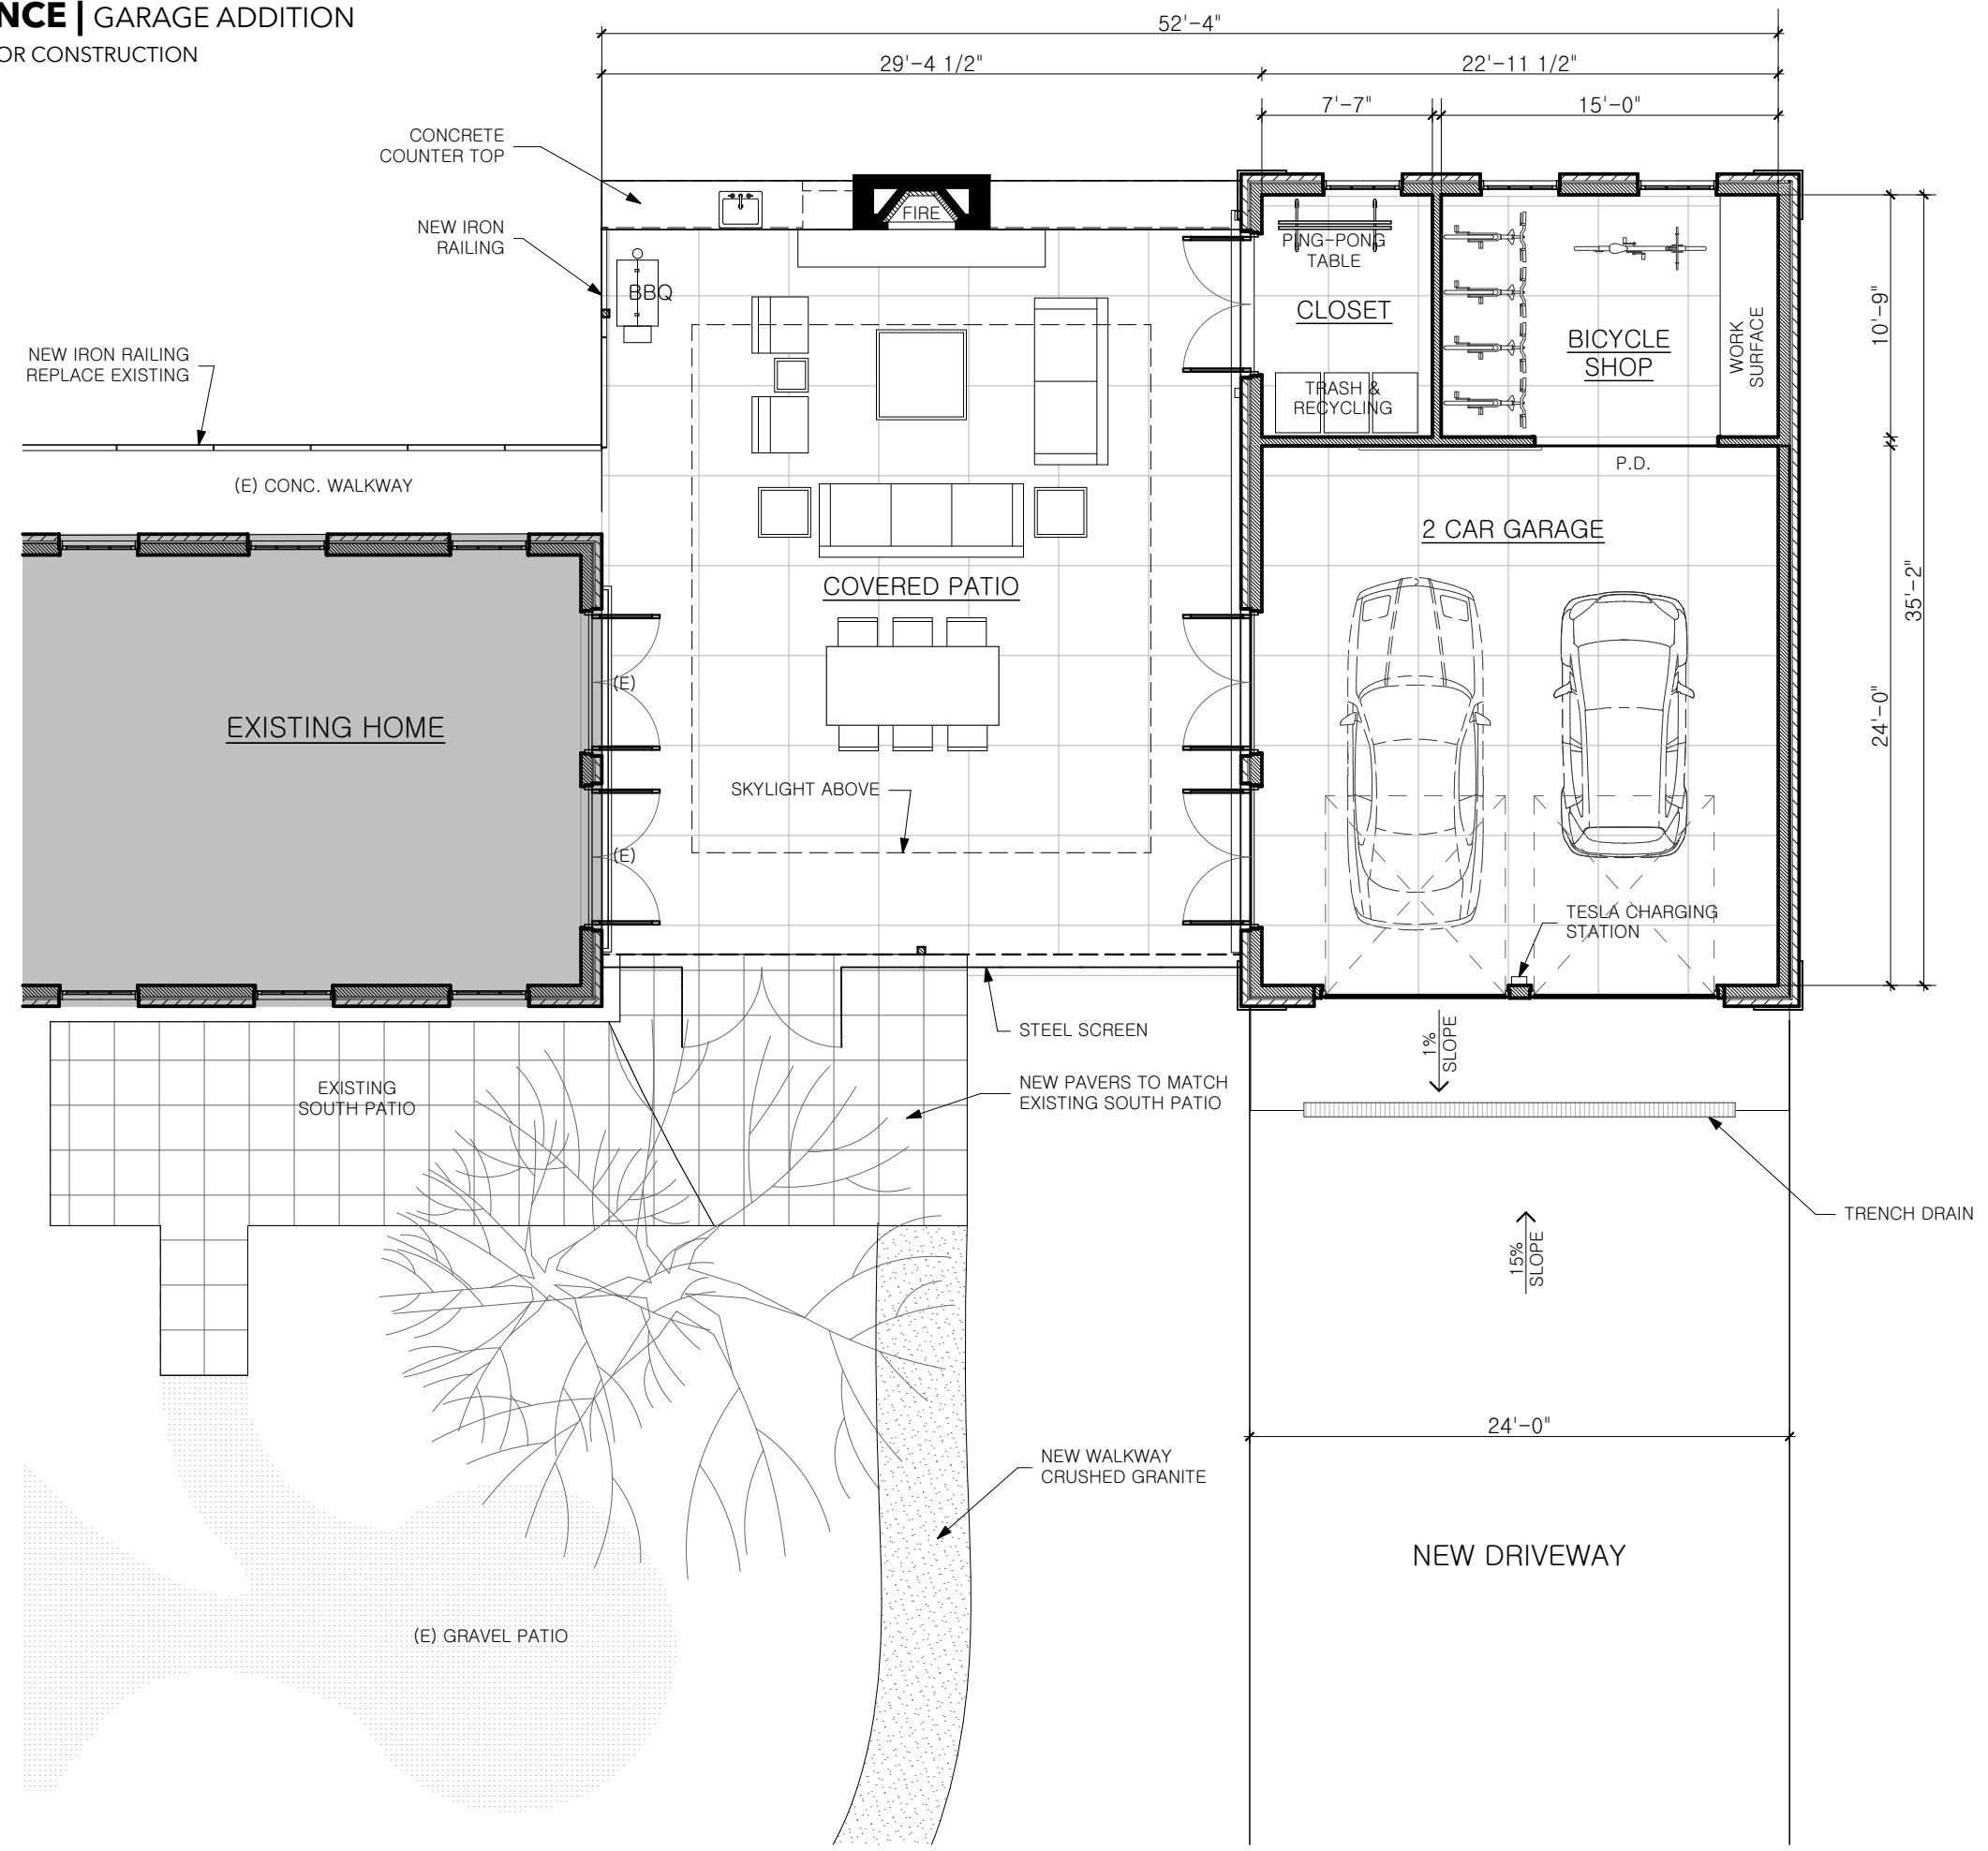 NCE | GARAGE ADDITION
OR CONSTRUCTION
52'-4"
29'-4 1/2"
22'-11 1/2"
7'-7"
15'-0"
CONCRETE
COUNTER TOP
NEW IRON
RAILING
FIRE
BBQ
PING-PONG
TABLE
CLOSET
TRASH &
RECYCLING
BICYCLE
SHOP
WORK
SURFACE
10'-9"
NEW IRON RAILING
REPLACE EXISTING
(E) CONC. WALKWAY
P.D.
2 CAR GARAGE
COVERED PATIO
35'-2"
24'-0"
(E)
EXISTING HOME
SKYLIGHT ABOVE
(E)
TESLA CHARGING
STATION
STEEL SCREEN
1%
SLOPE
EXISTING
SOUTH PATIO
NEW PAVERS TO MATCH
EXISTING SOUTH PATIO
TRENCH DRAIN
15%
SLOPE
24'-0"
NEW WALKWAY
CRUSHED GRANITE
NEW DRIVEWAY
(E) GRAVEL PATIO